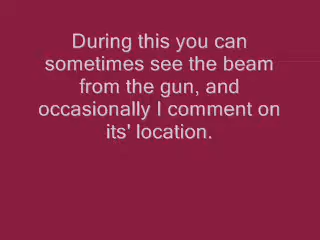 During this you can
sometimes see the beam
from the gun, and
occasionally I comment on
its' location.